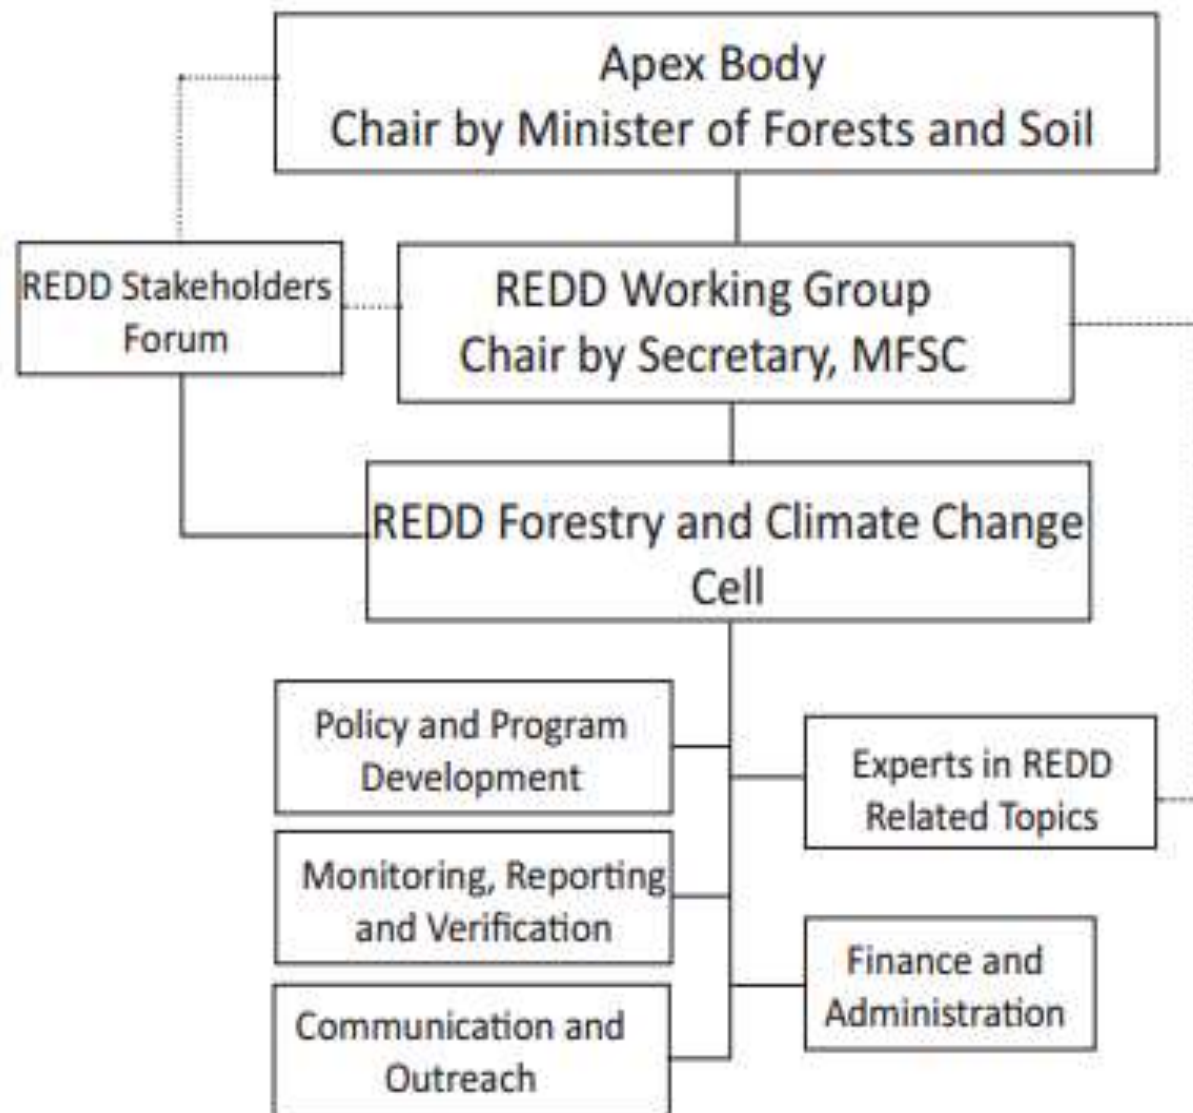 Apex Body
Chair by Minister of Forests and Soil
REDD Stakeholders
Forum
REDD Working Group
Chair by Secretary, MFSC
REDD Forestry and Climate Change
Cell
Policy and Program
Development
Experts in REDD
Related Topics
Monitoring, Reporting
and Verification
Finance and
Administration
Communication and
Outreach